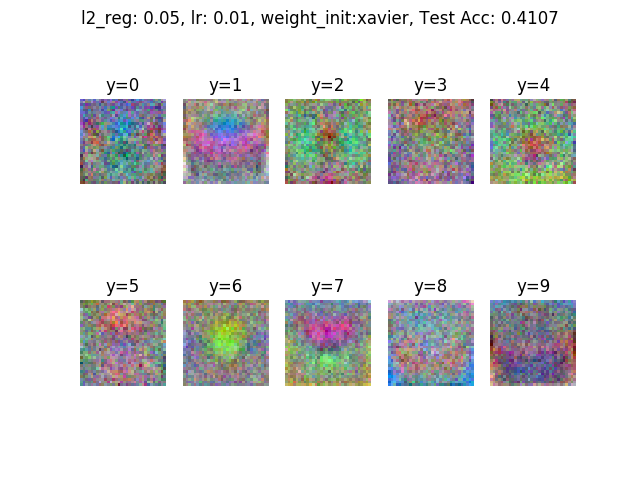 l2_reg: 0.05, lr: 0.01, weight_init:xavier, Test Acc: 0.4107
y=0 y=1 y=2 y=3 y=4
y=5 y=6 y=7 y=8 y=9